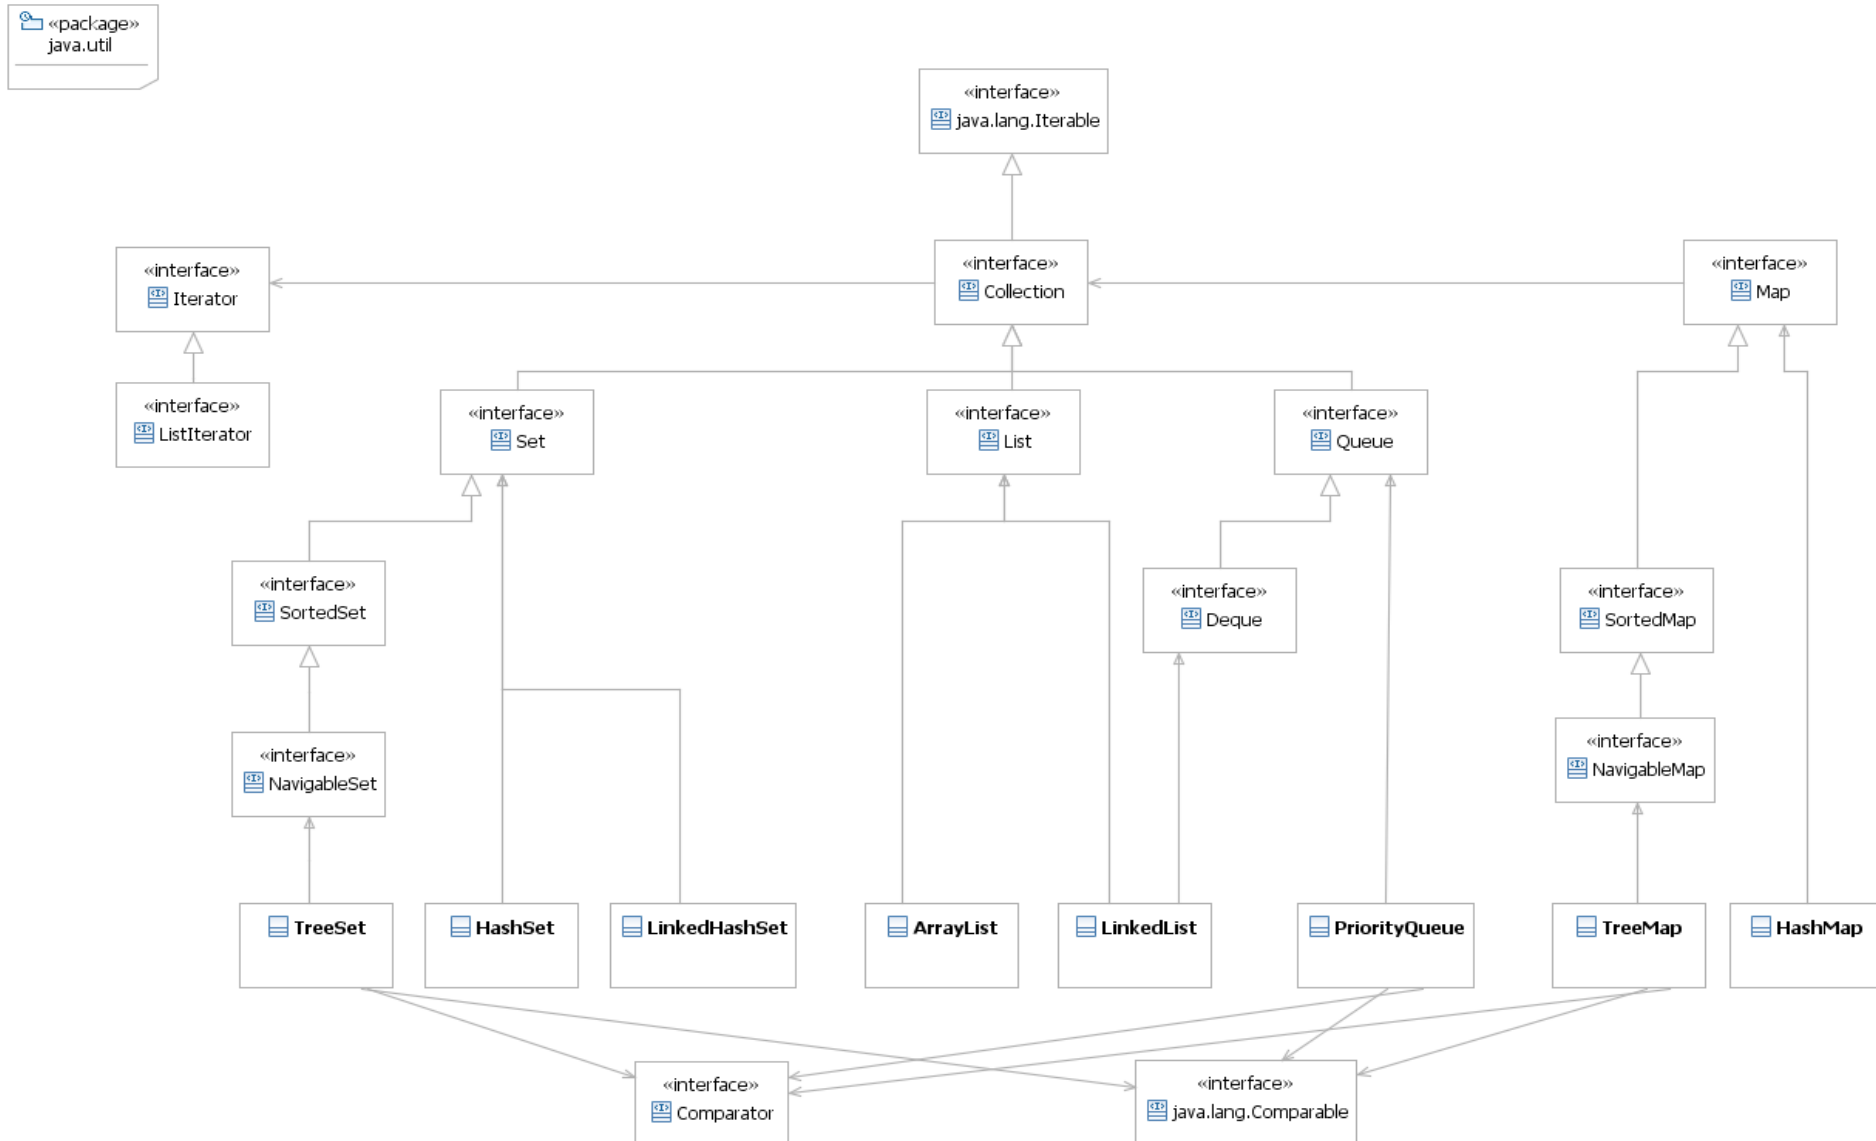 «package»
java.util
«interface»
java.lang.Iterable
«interface»
Iterator
«interface»
Collection
«interface»
Map
«interface»
ListIterator
«interface»
Set
«interface»
List
«interface»
Queue
«interface»
SortedSet
«interface»
Deque
«interface»
SortedMap
«interface»
NavigableSet
«interface»
NavigableMap
TreeSet
HashSet
LinkedHashSet
ArrayList
LinkedList
PriorityQueue
TreeMap
HashMap
«interface»
Comparator
«interface»
java.lang.Comparable